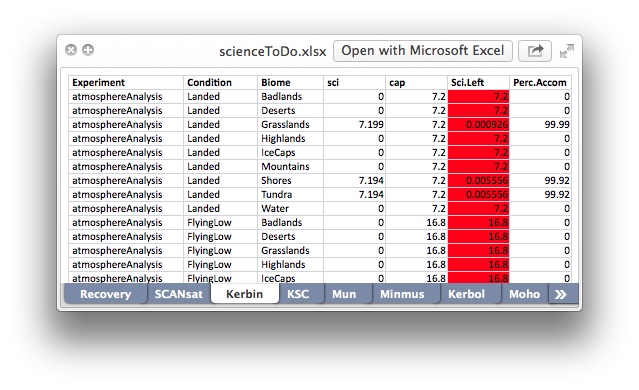 scienceToDo.xlsx Open with Microsoft Excel
Experiment Condition Biome sci cap Sci.Left Perc.Accom
atmosphereAnalysis Landed Badlands 0 7.2 7.2 0
atmosphereAnalysis Landed Deserts 0 7.2 7.2 0
atmosphereAnalysis Landed Grasslands 7.199 7.2 0.000926 99.99
atmosphereAnalysis Landed Highlands 0 7.2 7.2 0
atmosphereAnalysis Landed IceCaps 0 7.2 7.2 0
atmosphereAnalysis Landed Mountains 0 7.2 7.2 0
atmosphereAnalysis Landed Shores 7.194 7.2 0.005556 99.92
atmosphereAnalysis Landed Tundra 7.194 7.2 0.005556 99.92
atmosphereAnalysis Landed Water 0 7.2 7.2 0
atmosphereAnalysis FlyingLow Badlands 0 16.8 16.8 0
atmosphereAnalysis FlyingLow Deserts 0 16.8 16.8 0
atmosphereAnalysis FlyingLow Grasslands 0 16.8 16.8 0
atmosphereAnalysis FlyingLow Highlands 0 16.8 16.8 0
atmosphereAnalysis FlyingLow IceCaps 0 16.8 16.8 0
Recovery SCANsat Kerbin KSC Mun Minmus Kerbol Moho »